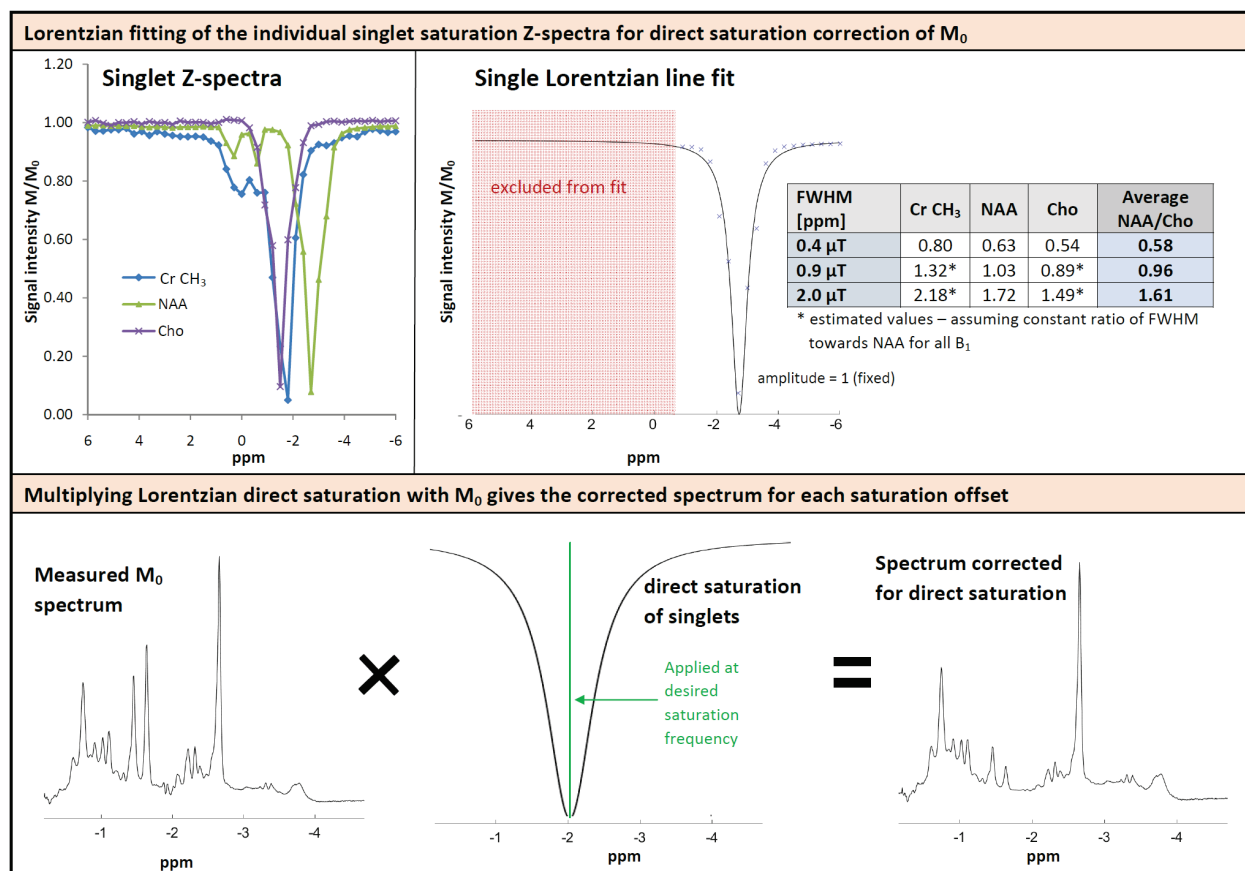 Lorentzian fitting of the individual singlet saturation Z-spectra for direct saturation correction of M₀
Singlet Z-spectra
Signal intensity M/M₀
1.20
1.00
0.80
0.60
0.40
0.20
0.00
Cr CH₃
NAA
Cho
6 4 2 0 -2 -4 -6
ppm
Single Lorentzian line fit
Signal intensity M/M₀
excluded from fit
6 4 2 0 -2 -4 -6
ppm
amplitude = 1 (fixed)
FWHM [ppm] Cr CH₃ NAA Cho Average NAA/Cho
0.4 µT 0.80 0.63 0.54 0.58
0.9 µT 1.32* 1.03 0.89* 0.96
2.0 µT 2.18* 1.72 1.49* 1.61
* estimated values – assuming constant ratio of FWHM
towards NAA for all B₁
Multiplying Lorentzian direct saturation with M₀ gives the corrected spectrum for each saturation offset
Measured M₀
spectrum
-1 -2 -3 -4
ppm
×
direct saturation
of singlets
Applied at
desired
saturation
frequency
-1 -2 -3 -4
ppm
=
Spectrum corrected
for direct saturation
-1 -2 -3 -4
ppm